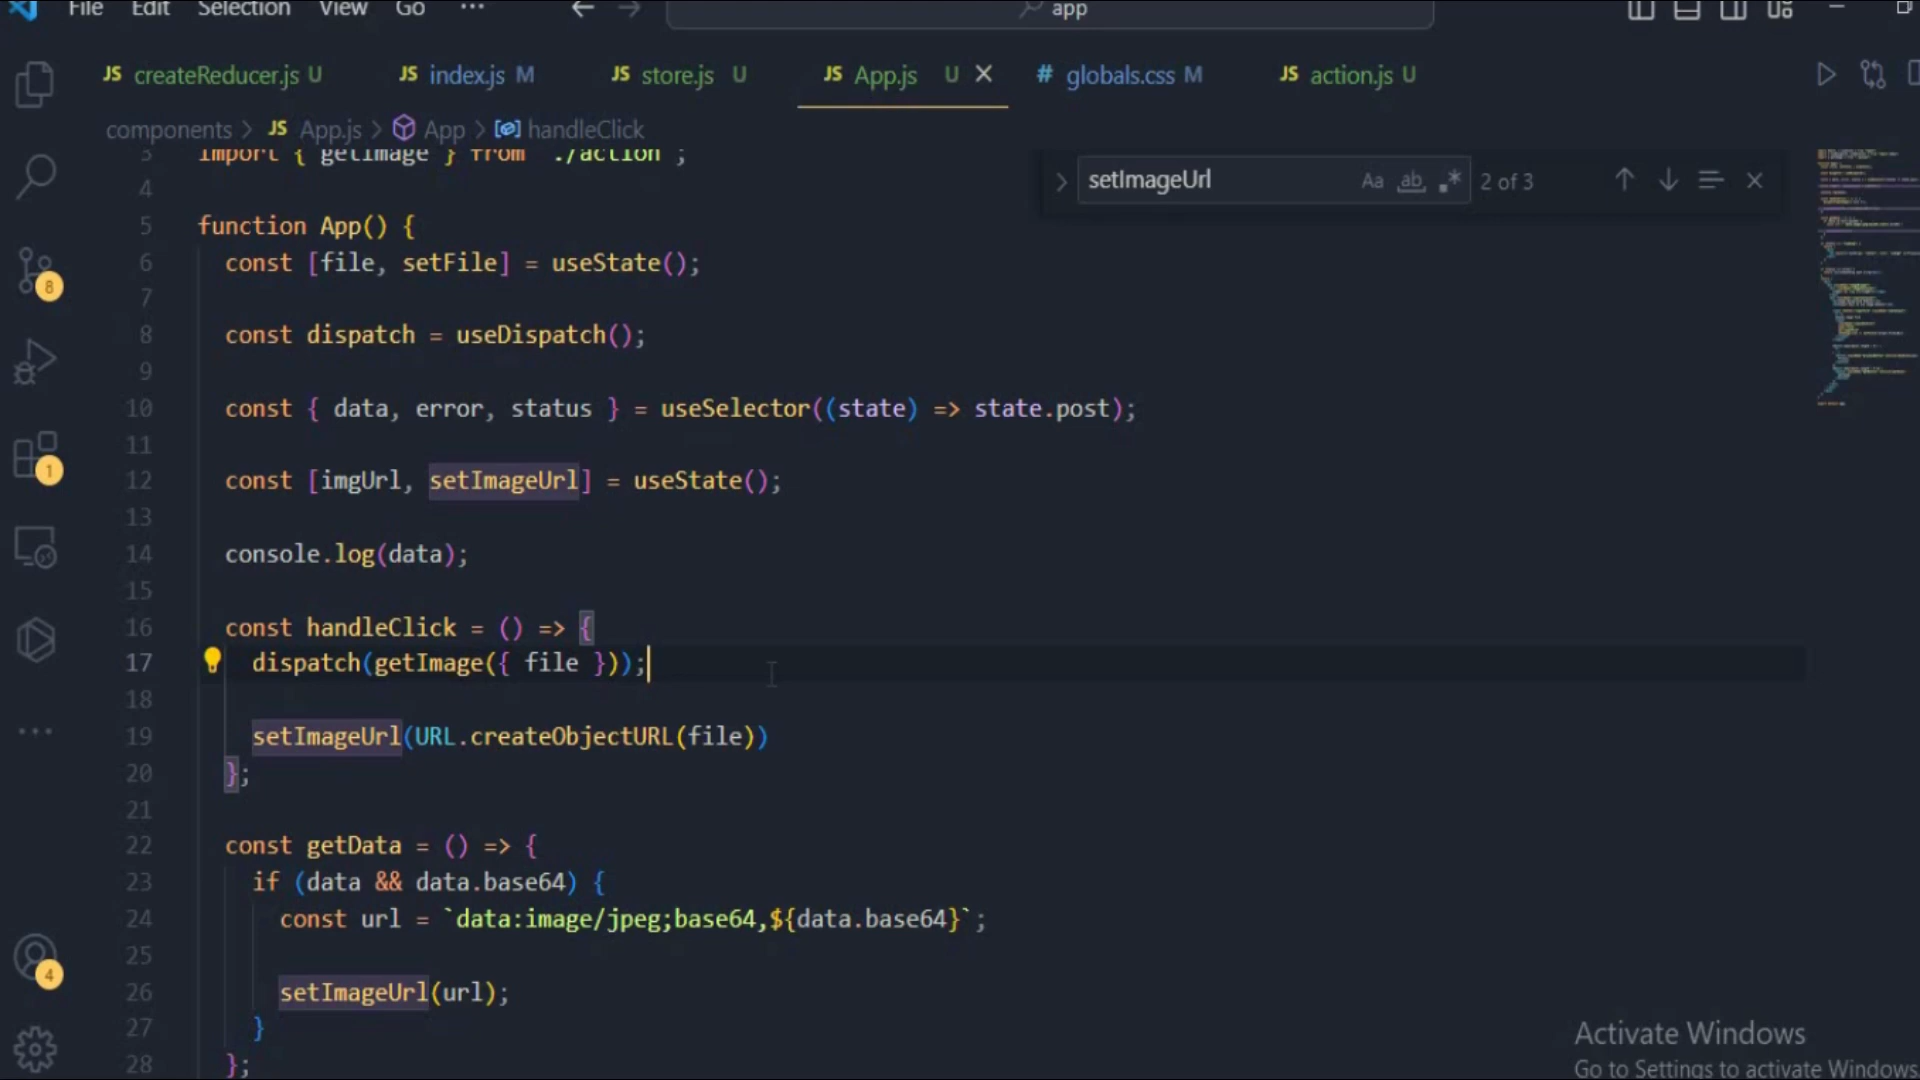 File Edit Selection View Go ··· app
JS createReducer.js U JS index.js M JS store.js U JS App.js U # globals.css M JS action.js U
components > JS App.js > App > handleClick
setImageUrl Aa ab .* 2 of 3
3 import { getImage } from "./action";
4
5 function App() {
6 const [file, setFile] = useState();
7
8 const dispatch = useDispatch();
9
10 const { data, error, status } = useSelector((state) => state.post);
11
12 const [imgUrl, setImageUrl] = useState();
13
14 console.log(data);
15
16 const handleClick = () => {
17 dispatch(getImage({ file }));
18
19 setImageUrl(URL.createObjectURL(file))
20 };
21
22 const getData = () => {
23 if (data && data.base64) {
24 const url = `data:image/jpeg;base64,${data.base64}`;
25
26 setImageUrl(url);
27 }
28 };
8
1
4
Activate Windows
Go to Settings to activate Windows.